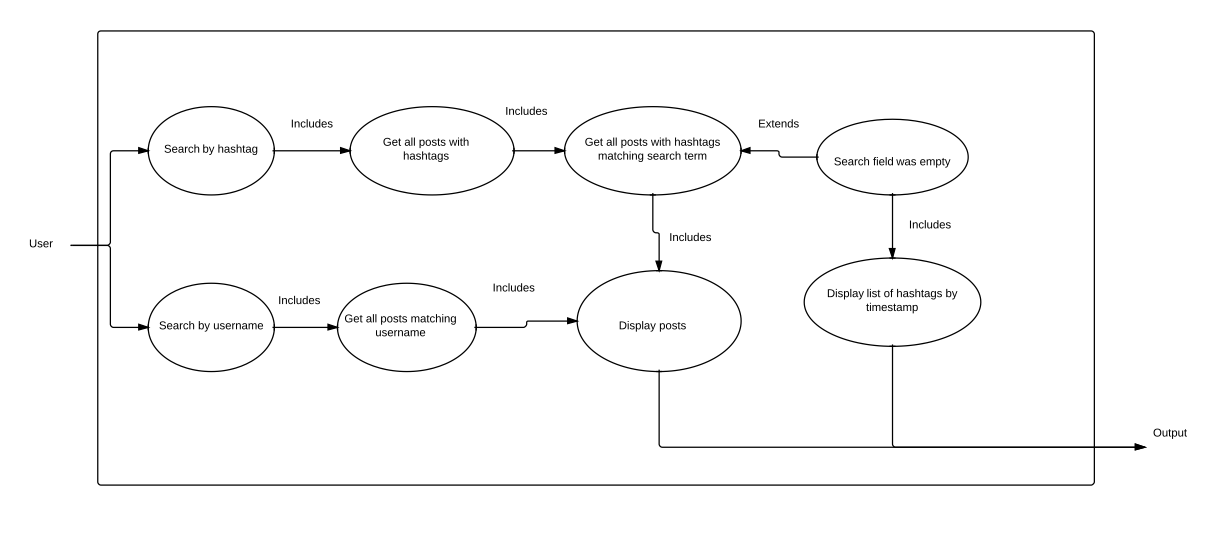 Includes
Includes
Extends
Search by hashtag
Get all posts with
hashtags
Get all posts with hashtags
matching search term
Search field was empty
User
Includes
Includes
Includes
Includes
Search by username
Get all posts matching
username
Display posts
Display list of hashtags by
timestamp
Output